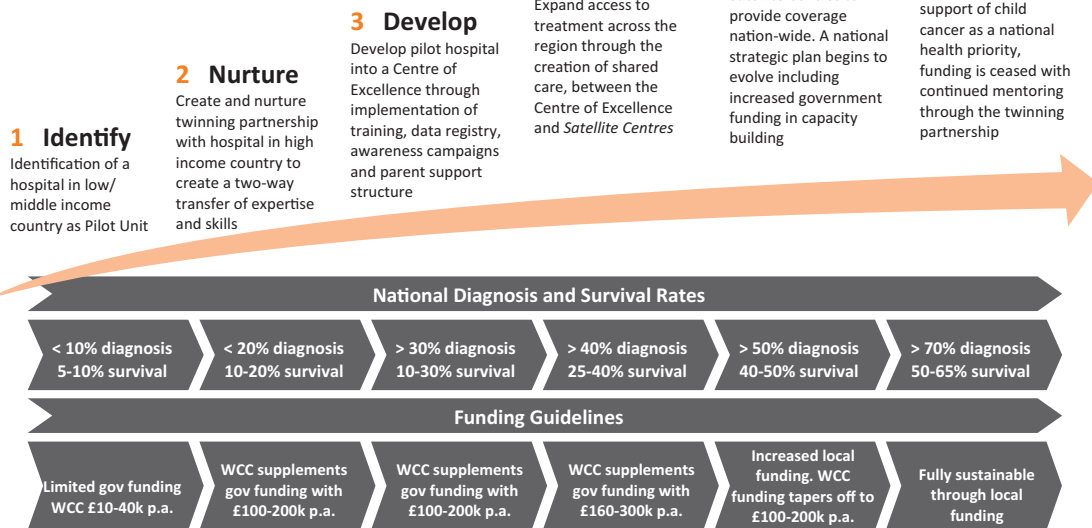 1 Identify
Identification of a
hospital in low/
middle income
country as Pilot Unit
2 Nurture
Create and nurture
twinning partnership
with hospital in high
income country to
create a two-way
transfer of expertise
and skills
3 Develop
Develop pilot hospital
into a Centre of
Excellence through
implementation of
training, data registry,
awareness campaigns
and parent support
structure
Expand access to
treatment across the
region through the
creation of shared
care, between the
Centre of Excellence
and Satellite Centres
provide coverage
nation-wide. A national
strategic plan begins to
evolve including
increased government
funding in capacity
building
support of child
cancer as a national
health priority,
funding is ceased with
continued mentoring
through the twinning
partnership
National Diagnosis and Survival Rates
< 10% diagnosis
5-10% survival
< 20% diagnosis
10-20% survival
> 30% diagnosis
10-30% survival
> 40% diagnosis
25-40% survival
> 50% diagnosis
40-50% survival
> 70% diagnosis
50-65% survival
Funding Guidelines
Limited gov funding
WCC £10-40k p.a.
WCC supplements
gov funding with
£100-200k p.a.
WCC supplements
gov funding with
£100-200k p.a.
WCC supplements
gov funding with
£160-300k p.a.
Increased local
funding. WCC
funding tapers off to
£100-200k p.a.
Fully sustainable
through local
funding